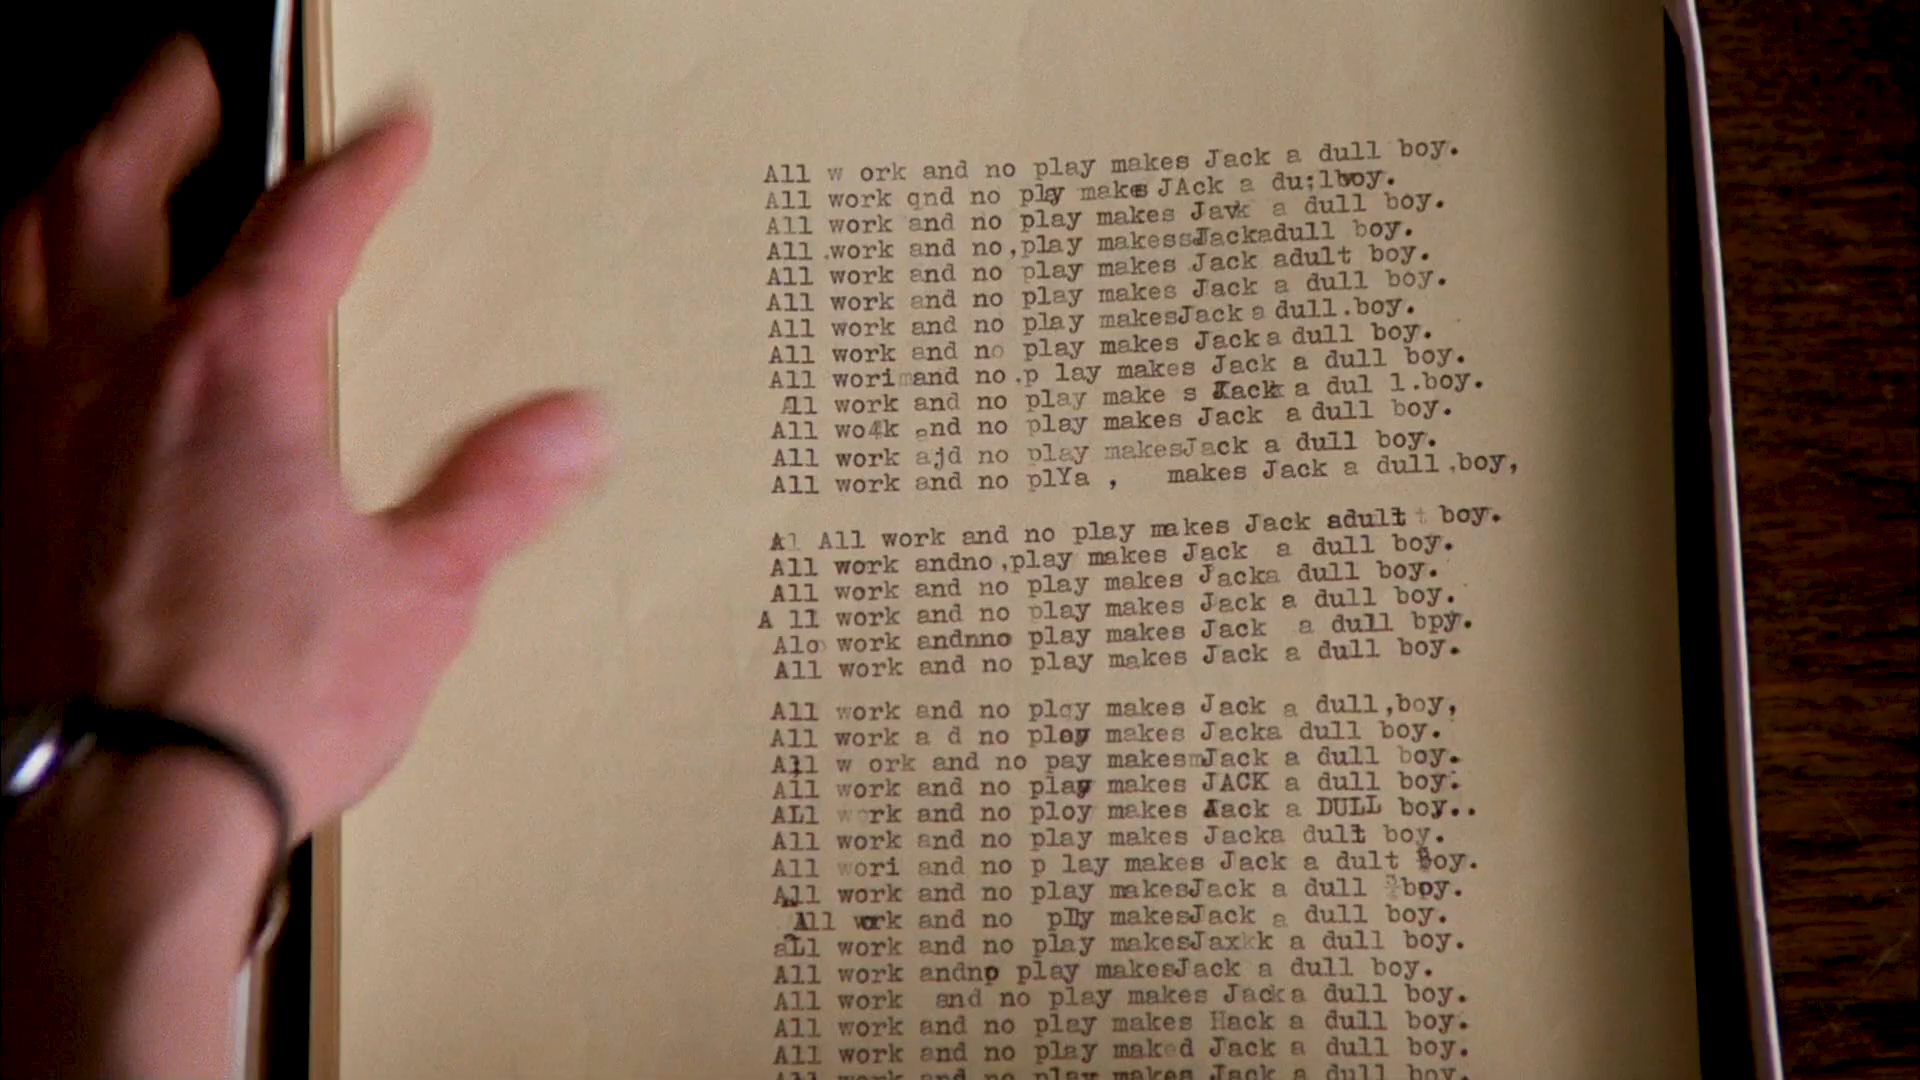 All w ork and no play makes Jack a dull boy.
All work qnd no ply makes JAck a du;lboy.
All work and no play makes Javk a dull boy.
All .work and no,play makessJackadull boy.
All work and no play makes Jack adult boy.
All work and no play makes Jack a dull boy.
All work and no play makesJack a dull.boy.
All work and no play makes Jack a dull boy.
All worimand no.p lay makes Jack a dull boy.
All work and no play make s Jack a dul l.boy.
All wo4k and no play makes Jack a dull boy.
All work ajd no play makesJack a dull boy.
All work and no plYa , makes Jack a dull.boy,
Al All work and no play makes Jack adult t boy.
All work andno,play makes Jack a dull boy.
All work and no play makes Jacka dull boy.
A ll work and no play makes Jack a dull boy.
Alo work andnno play makes Jack a dull bpy.
All work and no play makes Jack a dull boy.
All work and no plcy makes Jack a dull,boy,
All work a d no play makes Jacka dull boy.
All w ork and no pay makesmJack a dull boy.
All work and no play makes JACK a dull boy:
ALl w rk and no ploy makes Jack a DULL boy..
All work and no play makes Jacka dult boy.
All wori and no p lay makes Jack a dult Boy.
All work and no play makesJack a dull boy.
All work and no plly makesJack a dull boy.
aLl work and no play makesJaxkk a dull boy.
All work andnp play makesJack a dull boy.
All work and no play makes Jacka dull boy.
All work and no play makes Hack a dull boy.
All work and no play maked Jack a dull boy.
All work and no play makes Jack a dull boy.